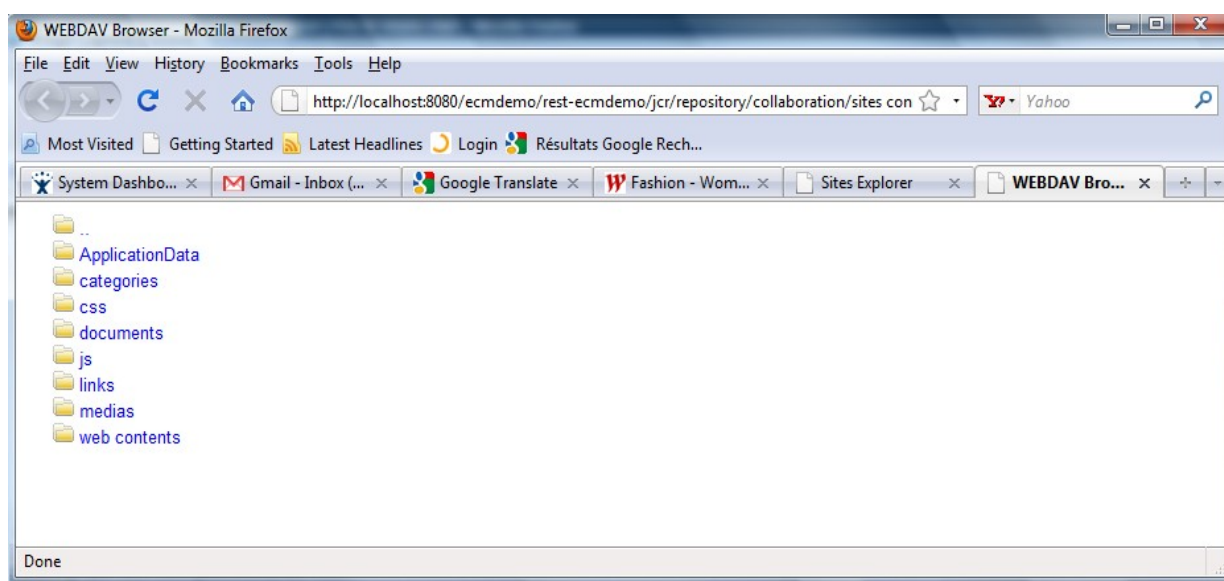 WEBDAV Browser - Mozilla Firefox
File Edit View History Bookmarks Tools Help
http://localhost:8080/ecmdemo/rest-ecmdemo/jcr/repository/collaboration/sites con Yahoo
Most Visited Getting Started Latest Headlines Login Résultats Google Rech...
System Dashbo... Gmail - Inbox (... Google Translate Fashion - Wom... Sites Explorer WEBDAV Bro...
..
ApplicationData
categories
css
documents
js
links
medias
web contents
Done